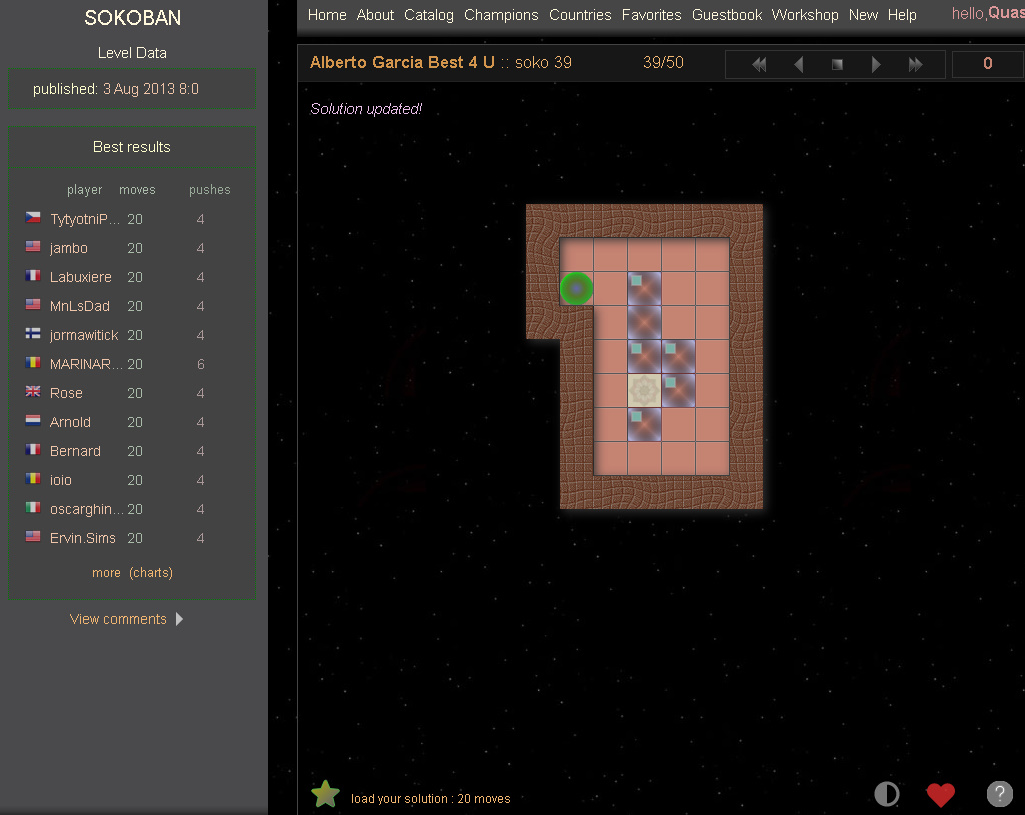 SOKOBAN
Level Data
published: 3 Aug 2013 8:0
Best results
player moves pushes
TytyotniP... 20 4
jambo 20 4
Labuxiere 20 4
MnLsDad 20 4
jormawitick 20 4
MARINAR... 20 6
Rose 20 4
Arnold 20 4
Bernard 20 4
ioio 20 4
oscarghin... 20 4
Ervin.Sims 20 4
more (charts)
View comments
Home About Catalog Champions Countries Favorites Guestbook Workshop New Help hello,Quas
Alberto Garcia Best 4 U :: soko 39 39/50 0
Solution updated!
load your solution : 20 moves
?